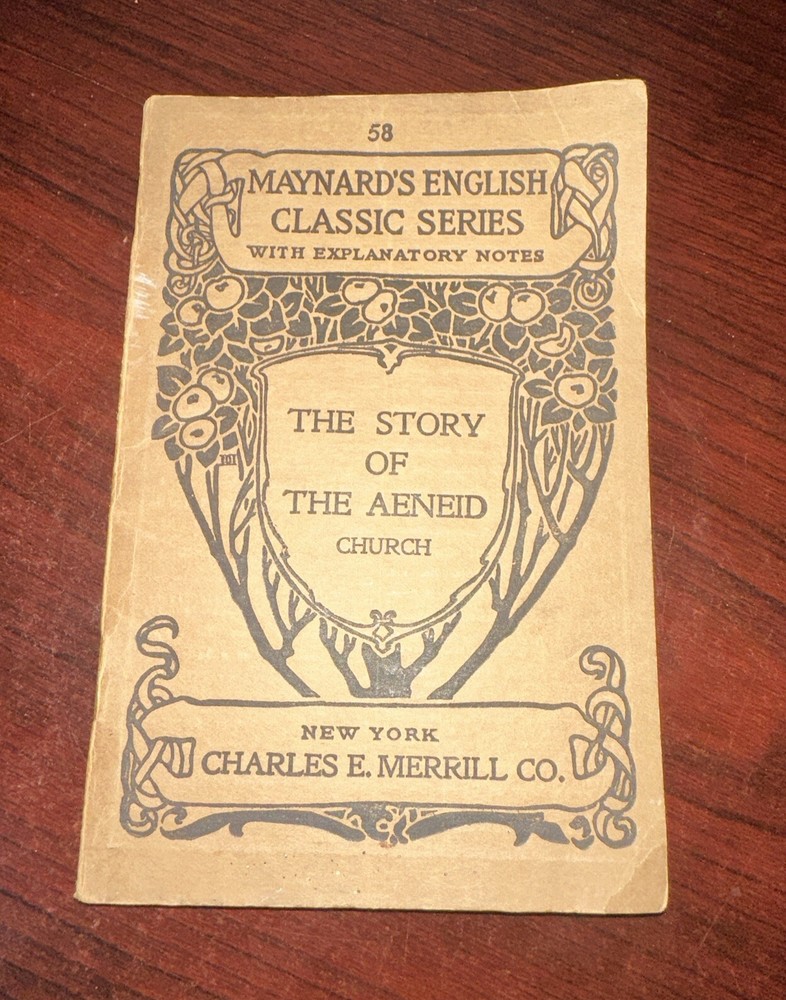 58
MAYNARD'S ENGLISH
CLASSIC SERIES
WITH EXPLANATORY NOTES
THE STORY
OF
THE AENEID
CHURCH
NEW YORK
CHARLES E. MERRILL CO.